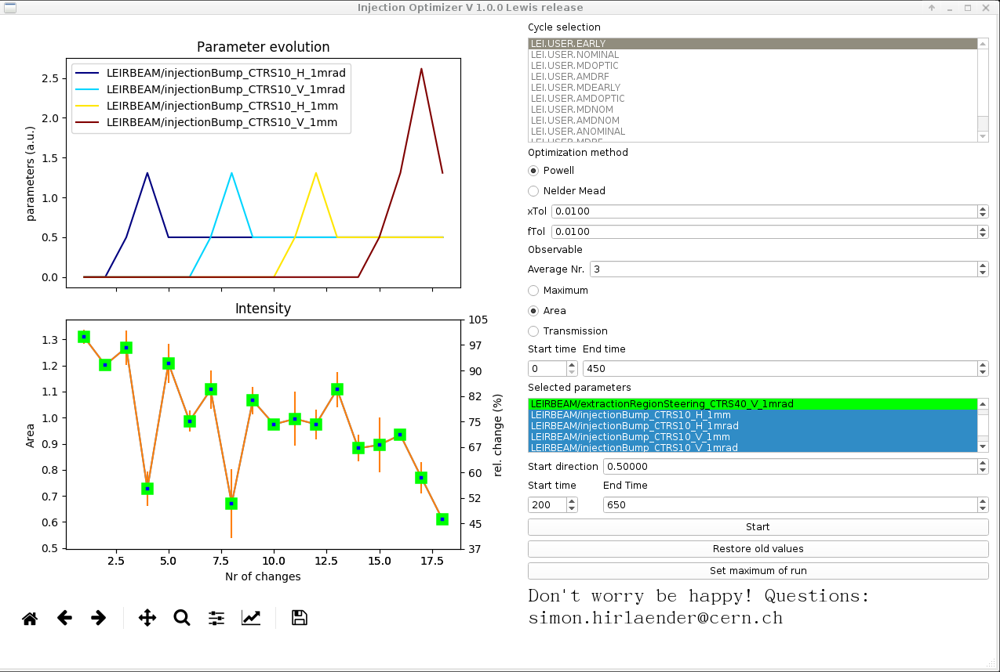 Injection Optimizer V 1.0.0 Lewis release
Parameter evolution
LEIRBEAM/injectionBump_CTRS10_H_1mrad
LEIRBEAM/injectionBump_CTRS10_V_1mrad
LEIRBEAM/injectionBump_CTRS10_H_1mm
LEIRBEAM/injectionBump_CTRS10_V_1mm
parameters (a.u.)
2.5
2.0
1.5
1.0
0.5
0.0
Intensity
Area
1.3
1.2
1.1
1.0
0.9
0.8
0.7
0.6
0.5
105
97
90
82
75
67
60
52
45
37
rel. change (%)
2.5 5.0 7.5 10.0 12.5 15.0 17.5
Nr of changes
Cycle selection
LEI.USER.EARLY
LEI.USER.NOMINAL
LEI.USER.MDOPTIC
LEI.USER.AMDRF
LEI.USER.MDEARLY
LEI.USER.AMDOPTIC
LEI.USER.MDNOM
LEI.USER.AMDNOM
LEI.USER.ANOMINAL
LEI.USER.MDRF
Optimization method
Powell
Nelder Mead
xTol 0.0100
fTol 0.0100
Observable
Average Nr. 3
Maximum
Area
Transmission
Start time End time
0 450
Selected parameters
LEIRBEAM/extractionRegionSteering_CTRS40_V_1mrad
LEIRBEAM/injectionBump_CTRS10_H_1mm
LEIRBEAM/injectionBump_CTRS10_H_1mrad
LEIRBEAM/injectionBump_CTRS10_V_1mm
LEIRBEAM/injectionBump_CTRS10_V_1mrad
Start direction 0.50000
Start time End Time
200 650
Start
Restore old values
Set maximum of run
Don't worry be happy! Questions:
simon.hirlaender@cern.ch